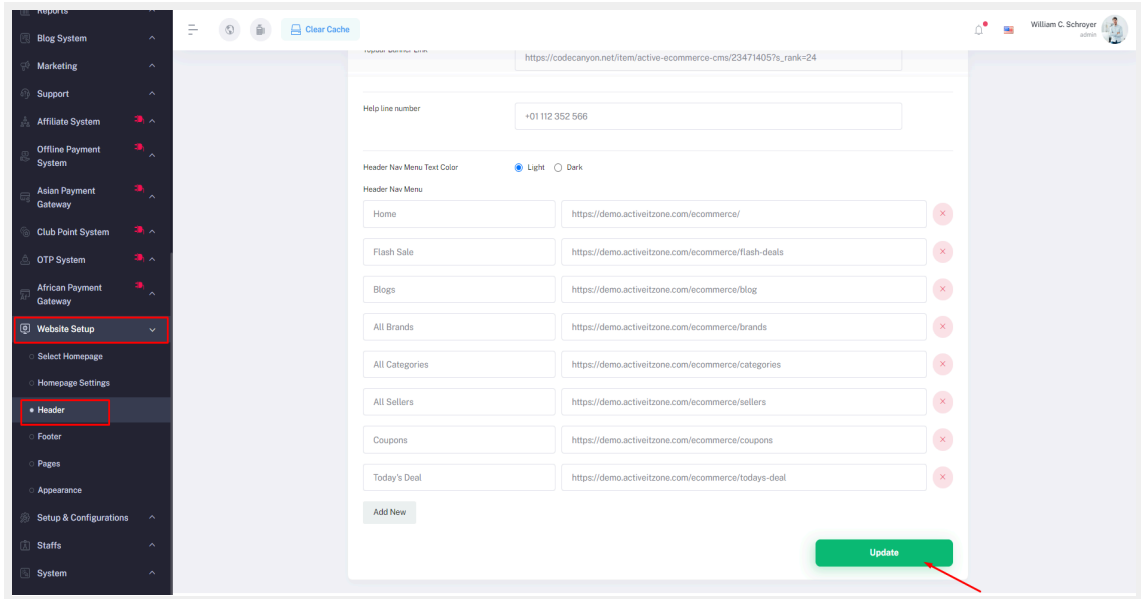 Reports
Blog System
Marketing
Support
Affiliate System
Offline Payment
System
Asian Payment
Gateway
Club Point System
OTP System
African Payment
Gateway
Website Setup
Select Homepage
Homepage Settings
Header
Footer
Pages
Appearance
Setup & Configurations
Staffs
System
Clear Cache
William C. Schroyer
admin
Topbar Banner Link
https://codecanyon.net/item/active-ecommerce-cms/23471405?s_rank=24
Help line number
+01 112 352 566
Header Nav Menu Text Color
Light
Dark
Header Nav Menu
Home
https://demo.activeitzone.com/ecommerce/
Flash Sale
https://demo.activeitzone.com/ecommerce/flash-deals
Blogs
https://demo.activeitzone.com/ecommerce/blog
All Brands
https://demo.activeitzone.com/ecommerce/brands
All Categories
https://demo.activeitzone.com/ecommerce/categories
All Sellers
https://demo.activeitzone.com/ecommerce/sellers
Coupons
https://demo.activeitzone.com/ecommerce/coupons
Today's Deal
https://demo.activeitzone.com/ecommerce/todays-deal
Add New
Update